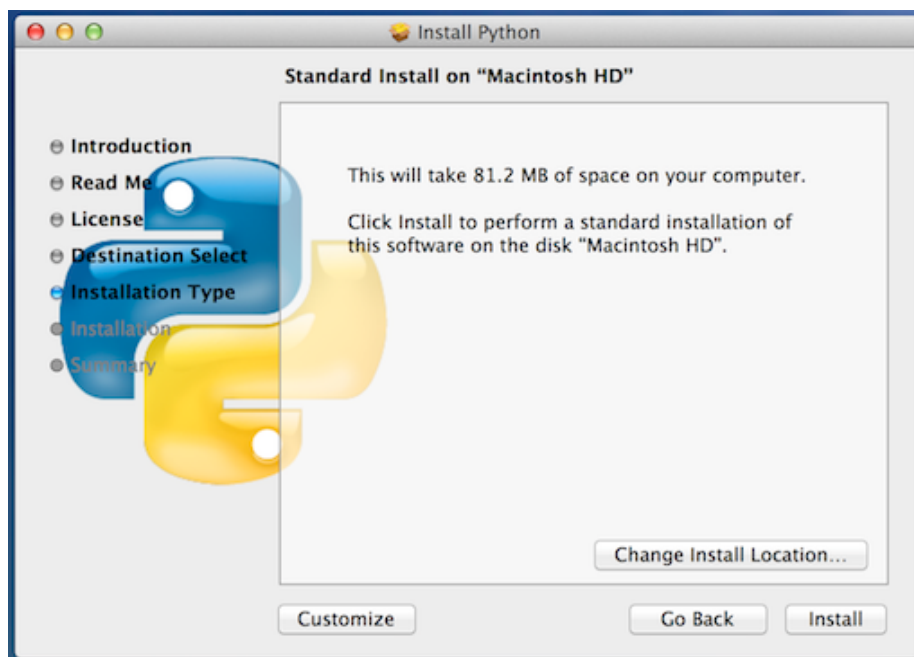 Install Python
Standard Install on “Macintosh HD”
Introduction
Read Me
License
Destination Select
Installation Type
Installation
Summary
This will take 81.2 MB of space on your computer.
Click Install to perform a standard installation of
this software on the disk “Macintosh HD”.
Change Install Location...
Customize
Go Back
Install